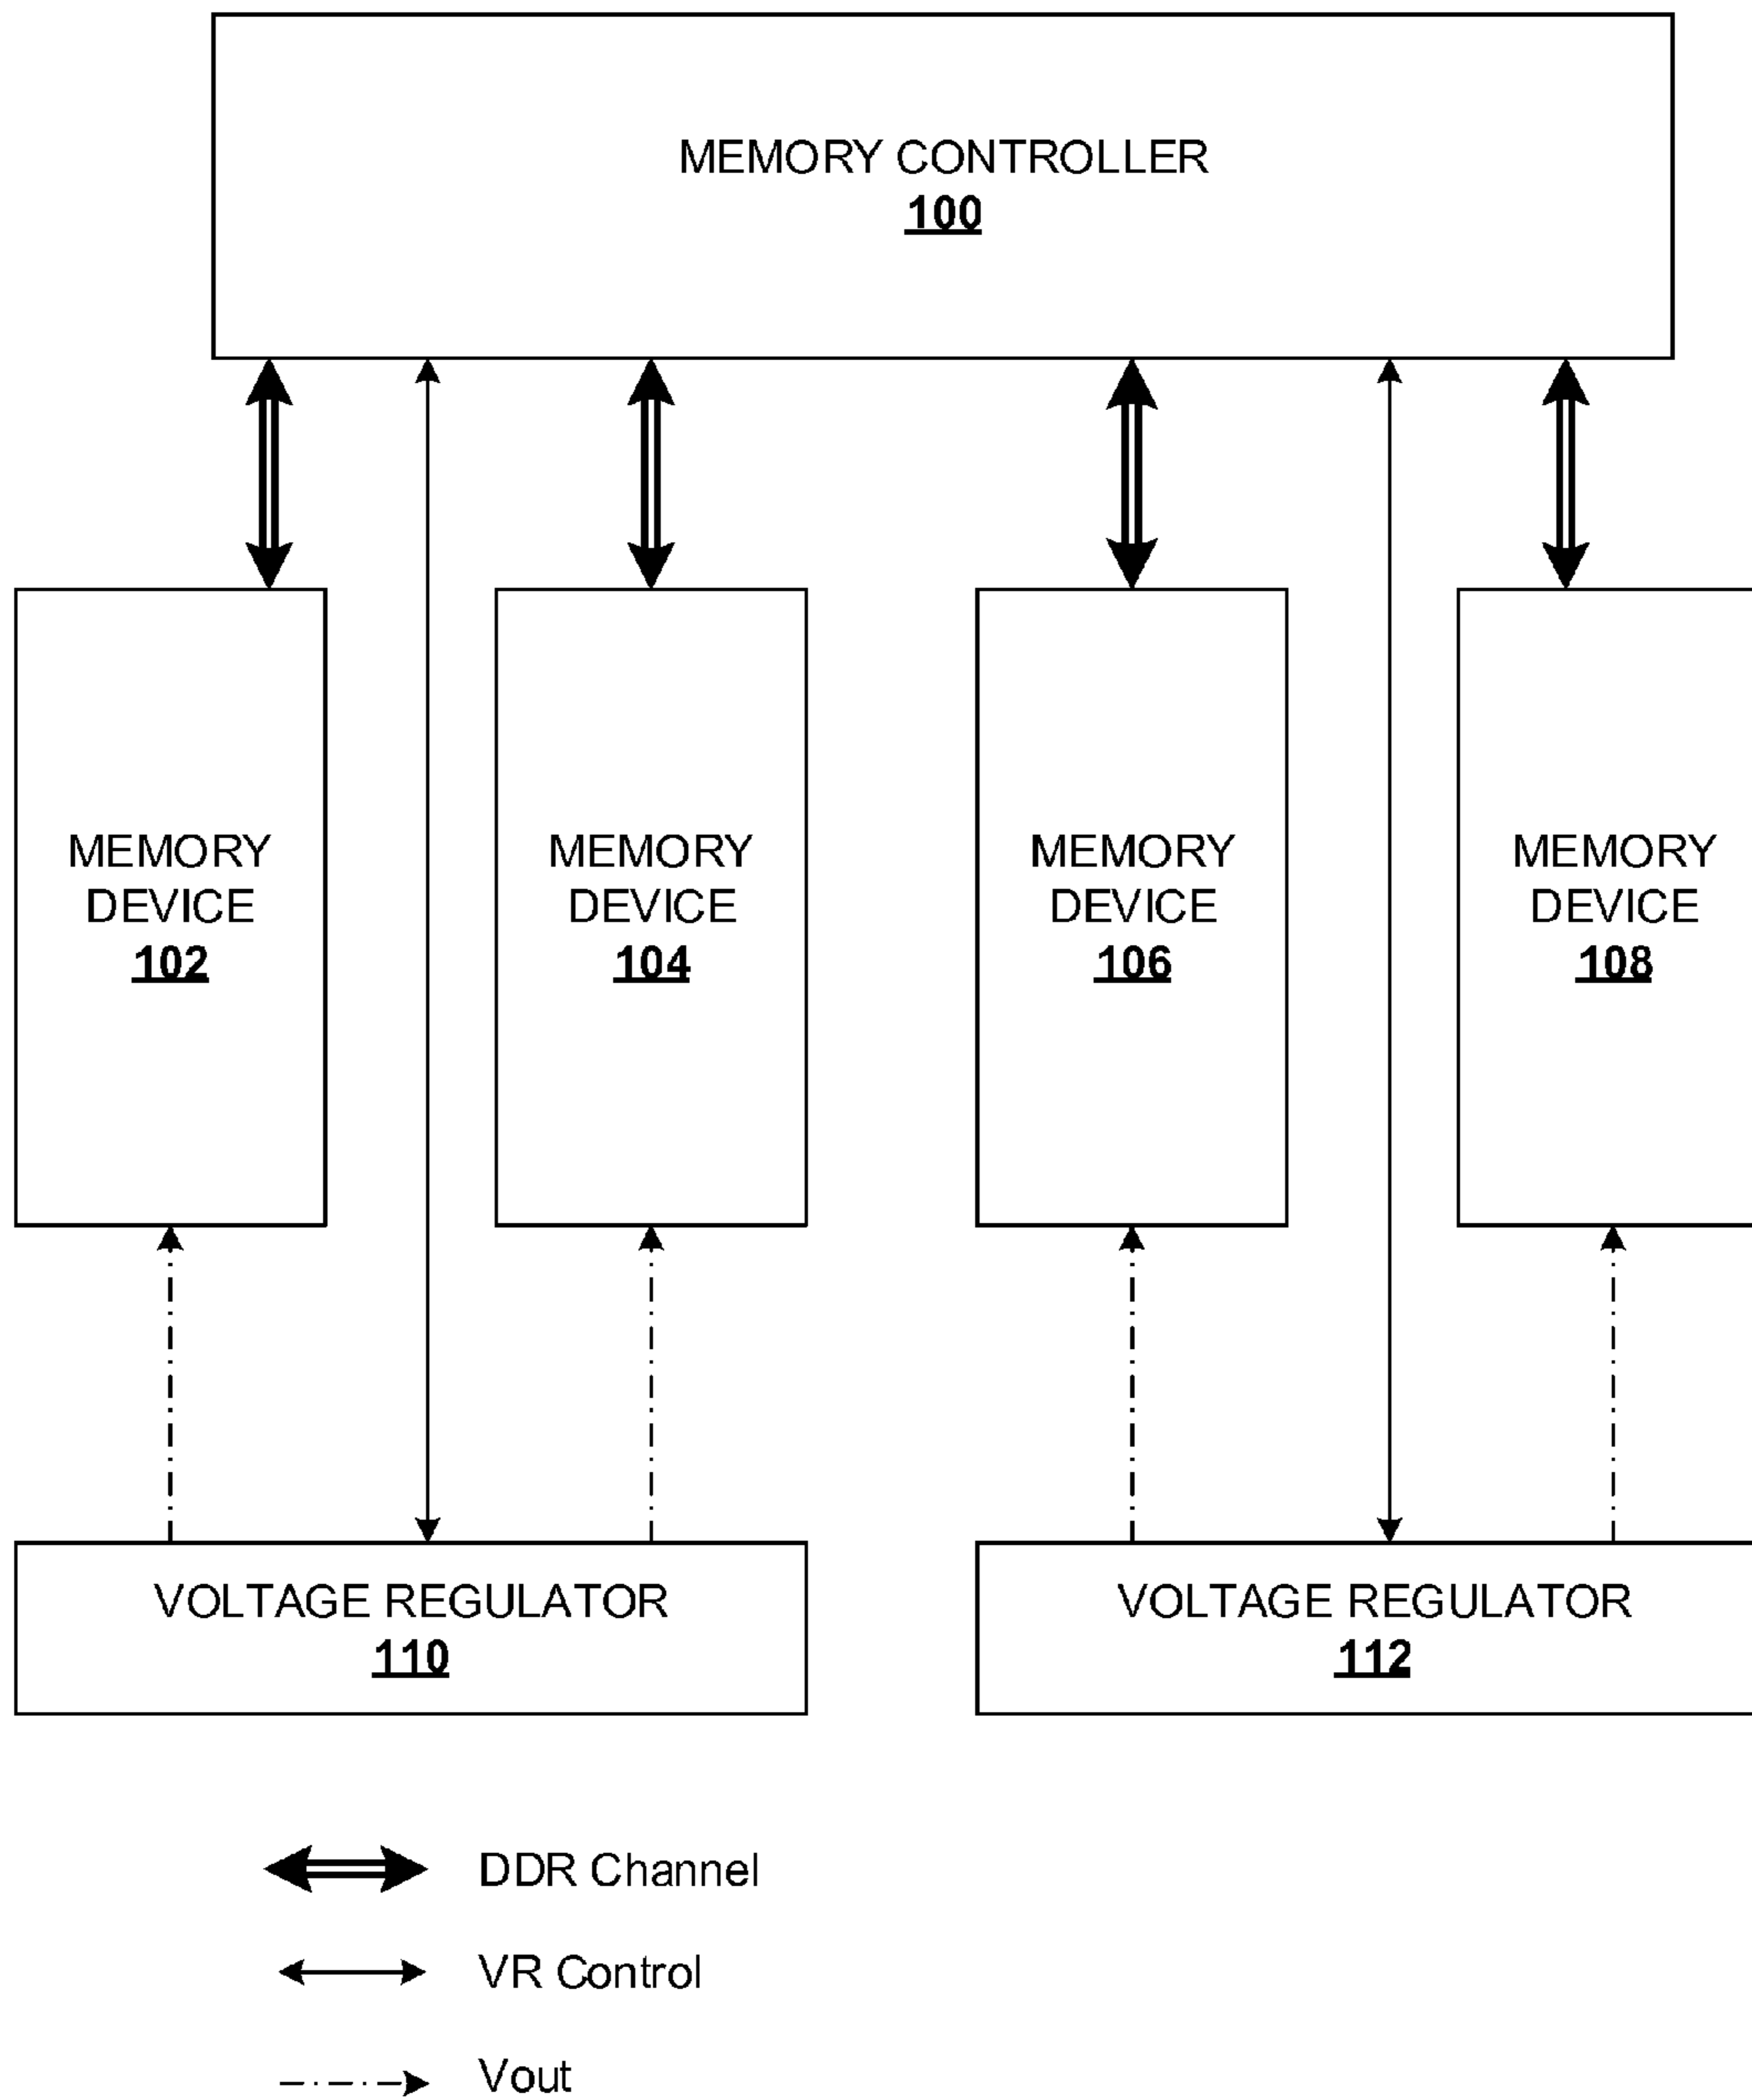 MEMORY CONTROLLER
100
MEMORY
DEVICE
102
MEMORY
DEVICE
104
MEMORY
DEVICE
106
MEMORY
DEVICE
108
VOLTAGE REGULATOR
110
VOLTAGE REGULATOR
112
DDR Channel
VR Control
Vout